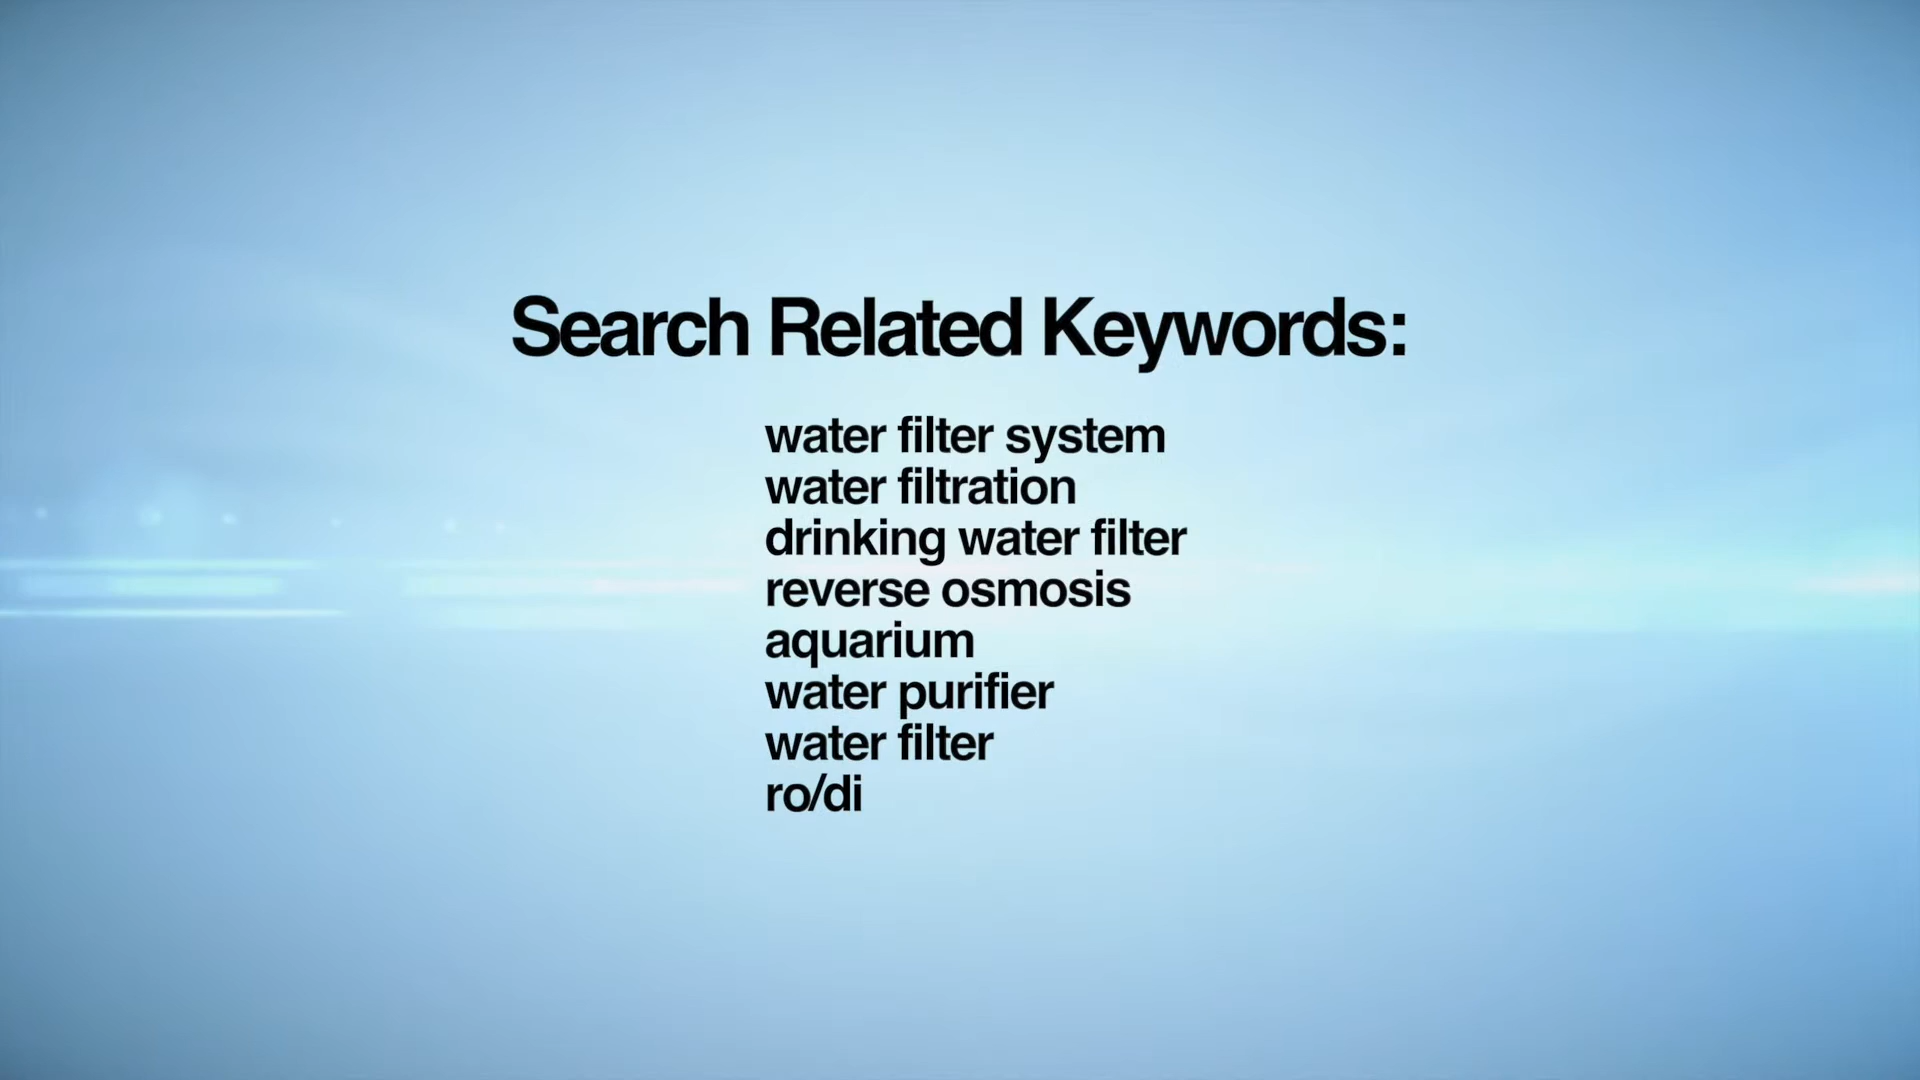 Search Related Keywords:
water filter system
water filtration
drinking water filter
reverse osmosis
aquarium
water purifier
water filter
ro/di